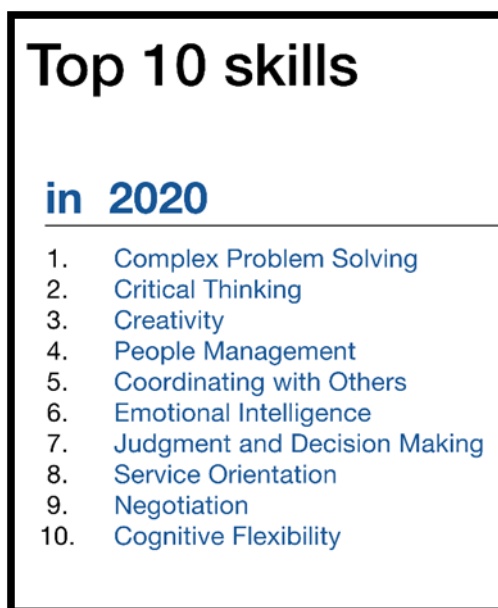 Top 10 skills
in 2020
1. Complex Problem Solving
2. Critical Thinking
3. Creativity
4. People Management
5. Coordinating with Others
6. Emotional Intelligence
7. Judgment and Decision Making
8. Service Orientation
9. Negotiation
10. Cognitive Flexibility